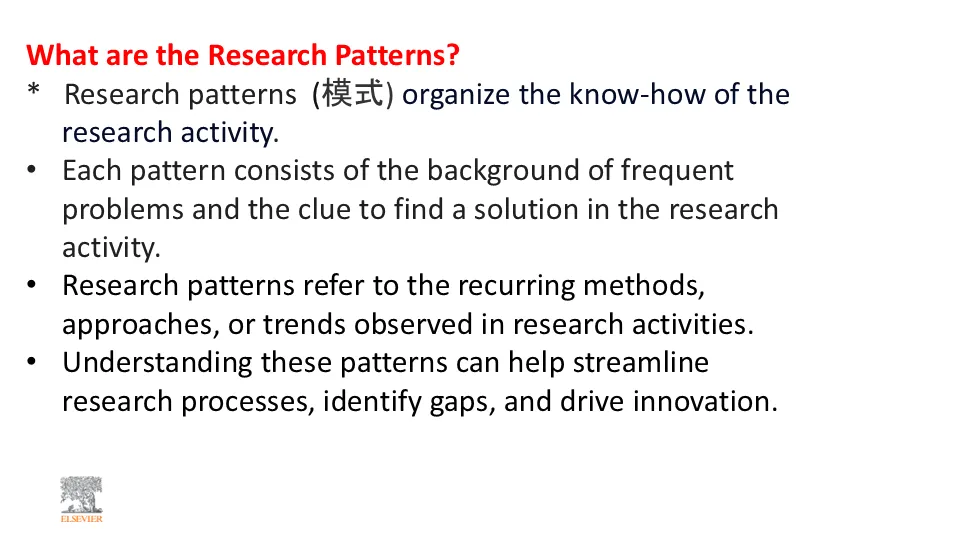 What are the Research Patterns?
* Research patterns (模式) organize the know-how of the
research activity.
• Each pattern consists of the background of frequent
problems and the clue to find a solution in the research
activity.
• Research patterns refer to the recurring methods,
approaches, or trends observed in research activities.
• Understanding these patterns can help streamline
research processes, identify gaps, and drive innovation.
ELSEVIER